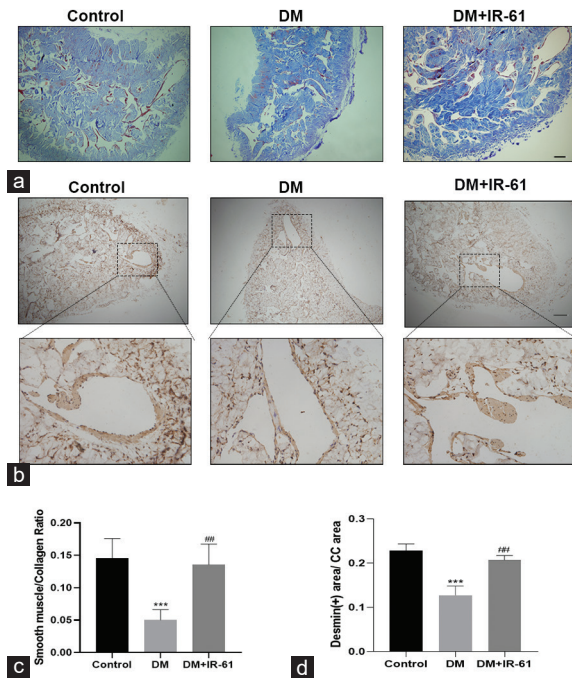 Control DM DM+IR-61
a
Control DM DM+IR-61
b
Smooth muscle/Collagen Ratio
0.20
0.15
0.10
0.05
0.00
***
##
Control DM DM+IR-61
c
Desmin(+) area/ CC area
0.3
0.2
0.1
0.0
***
##
Control DM DM+IR-61
d